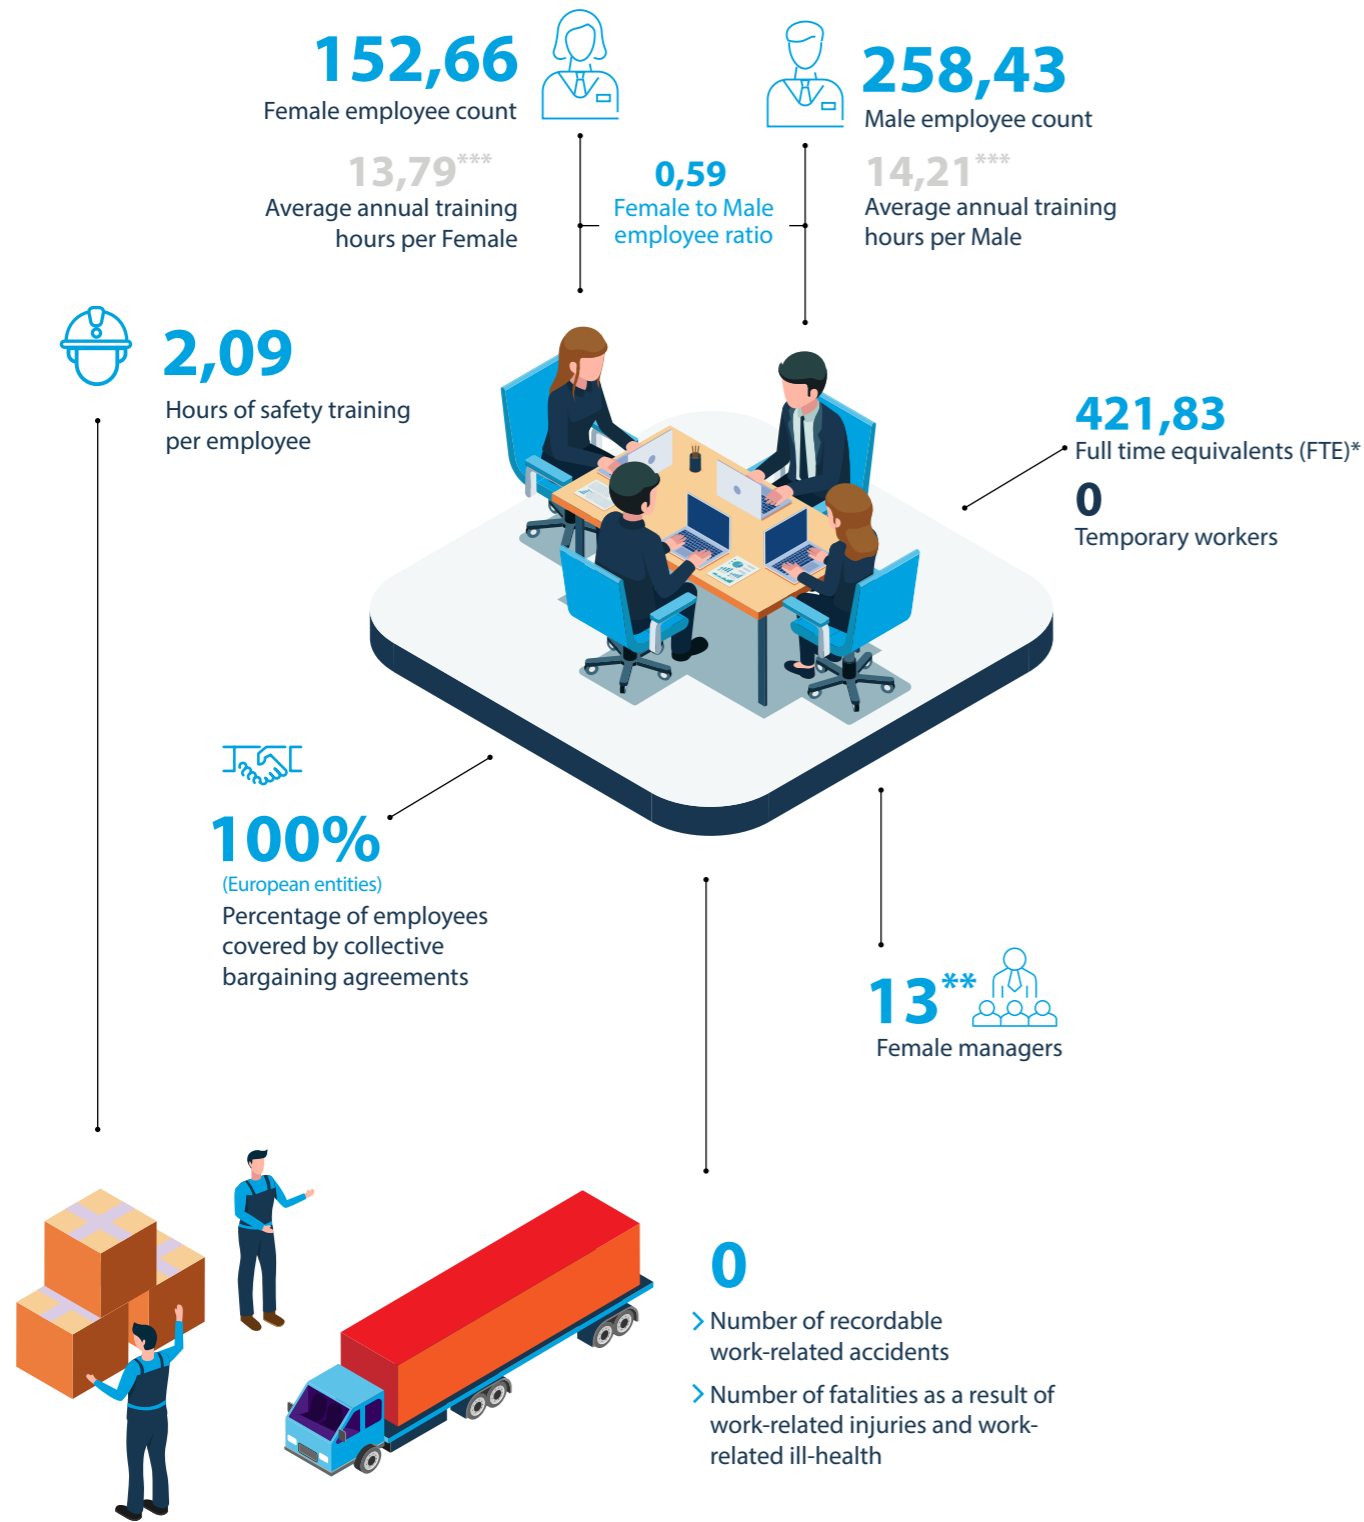 152,66
Female employee count
13,79***
Average annual training
hours per Female
0,59
Female to Male
employee ratio
258,43
Male employee count
14,21***
Average annual training
hours per Male
2,09
Hours of safety training
per employee
421,83
Full time equivalents (FTE)*
0
Temporary workers
100%
(European entities)
Percentage of employees
covered by collective
bargaining agreements
13**
Female managers
0
Number of recordable
work-related accidents
Number of fatalities as a result of
work-related injuries and work-
related ill-health